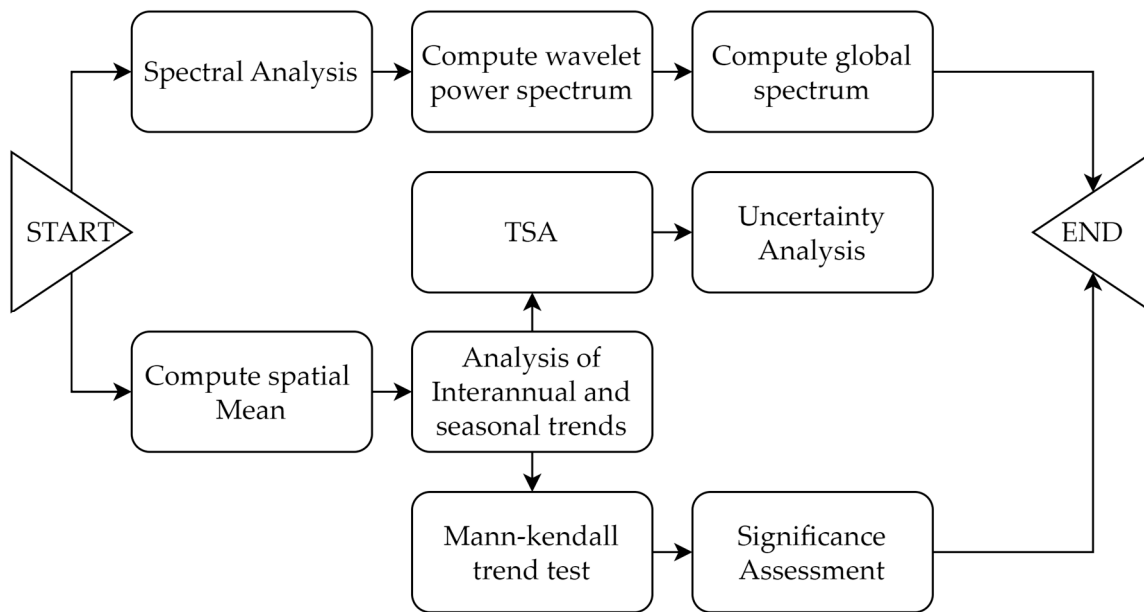 Spectral Analysis
Compute wavelet
power spectrum
Compute global
spectrum
START
TSA
Uncertainty
Analysis
END
Compute spatial
Mean
Analysis of
Interannual and
seasonal trends
Mann-kendall
trend test
Significance
Assessment